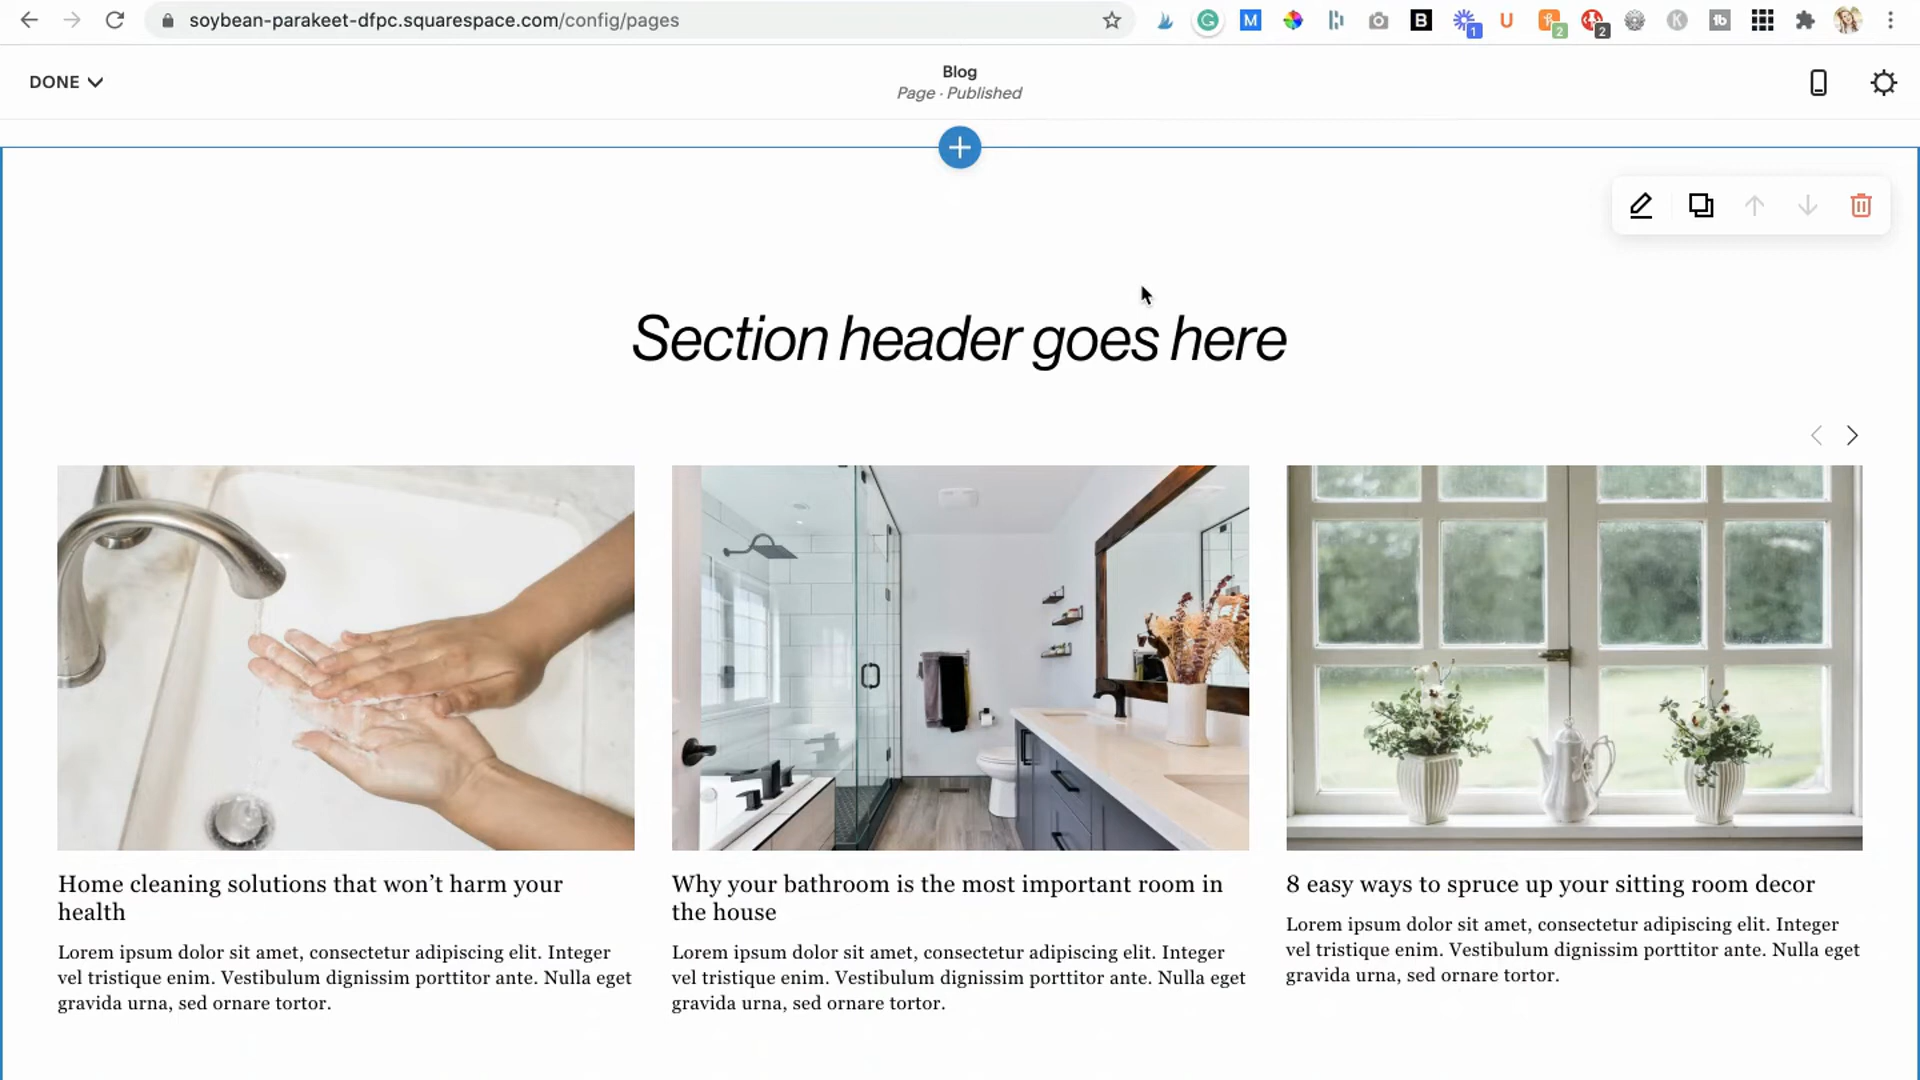 soybean-parakeet-dfpc.squarespace.com/config/pages
M
B
1
U
2
2
K
tb
DONE
Blog
Page · Published
Section header goes here
Home cleaning solutions that won’t harm your
health
Lorem ipsum dolor sit amet, consectetur adipiscing elit. Integer
vel tristique enim. Vestibulum dignissim porttitor ante. Nulla eget
gravida urna, sed ornare tortor.
Why your bathroom is the most important room in
the house
Lorem ipsum dolor sit amet, consectetur adipiscing elit. Integer
vel tristique enim. Vestibulum dignissim porttitor ante. Nulla eget
gravida urna, sed ornare tortor.
8 easy ways to spruce up your sitting room decor
Lorem ipsum dolor sit amet, consectetur adipiscing elit. Integer
vel tristique enim. Vestibulum dignissim porttitor ante. Nulla eget
gravida urna, sed ornare tortor.